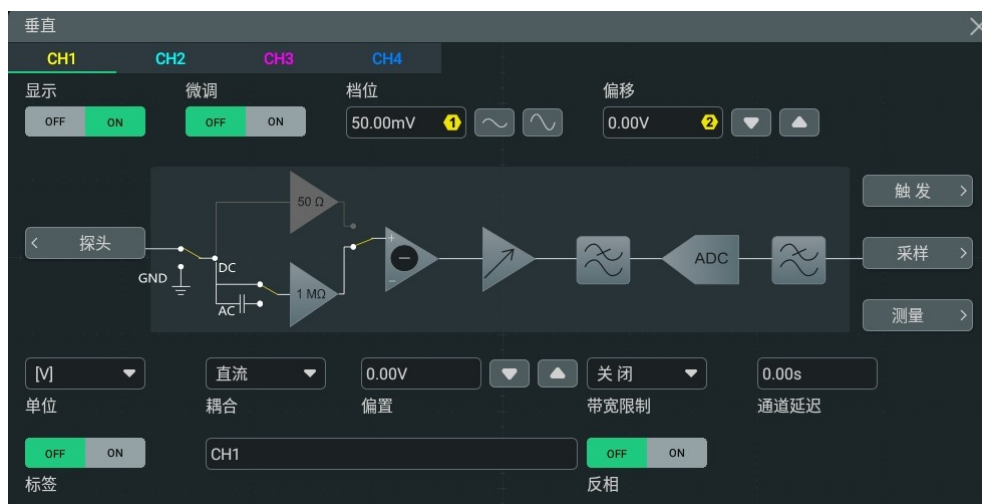 垂直
CH1 CH2 CH3 CH4
显示 微调 档位 偏移
OFF ON OFF ON 50.00mV 1 0.00V 2
50 Ω
触发
探头
采样
GND
DC
AC
1 MΩ
+
-
ADC
测量
[V] 直流 0.00V 关闭 0.00s
单位 耦合 偏置 带宽限制 通道延迟
OFF ON CH1 OFF ON
标签 反相